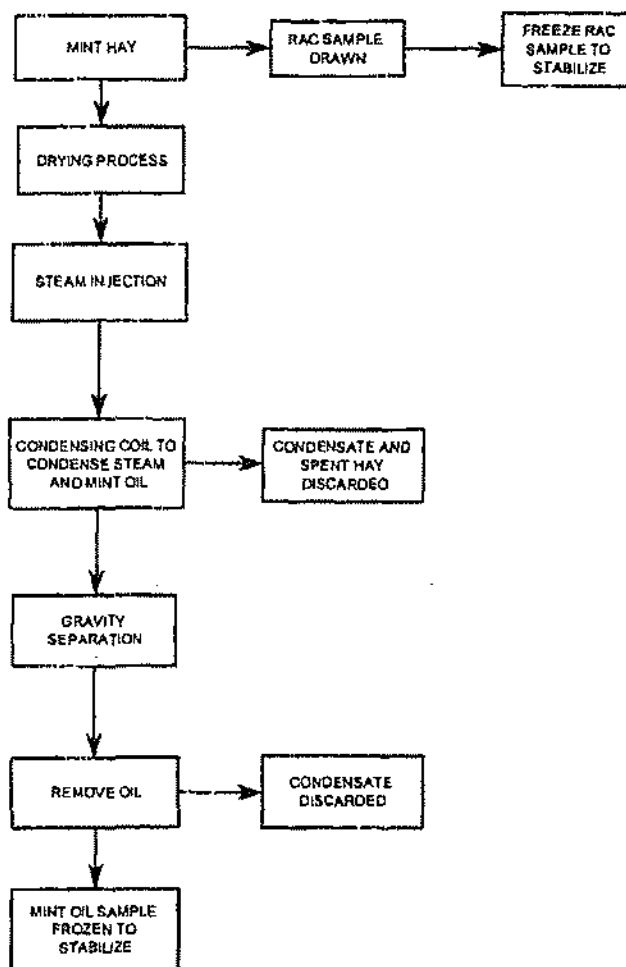 MINT HAY
RAC SAMPLE
DRAWN
FREEZE RAC
SAMPLE TO
STABILIZE
DRYING PROCESS
STEAM INJECTION
CONDENSING COIL TO
CONDENSE STEAM
AND MINT OIL
CONDENSATE AND
SPENT HAY
DISCARDED
GRAVITY
SEPARATION
REMOVE OIL
CONDENSATE
DISCARDED
MINT OIL SAMPLE
FROZEN TO
STABILIZE